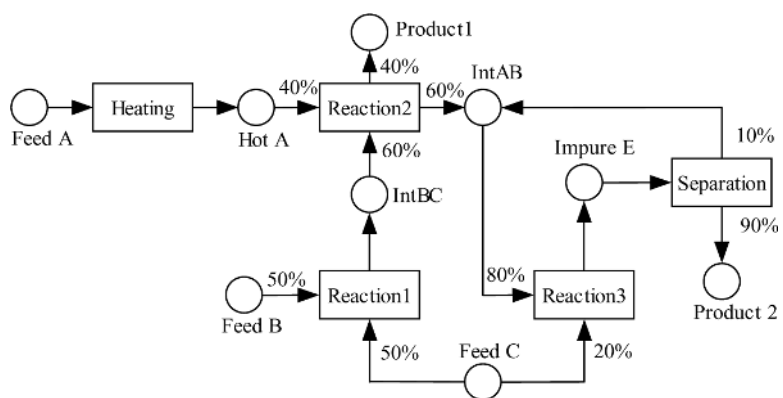 Product1
40%
IntAB
40%
60%
Heating
Reaction2
Feed A
Hot A
60%
Impure E
10%
Separation
IntBC
90%
50%
80%
Reaction1
Reaction3
Feed B
Product 2
50%
Feed C
20%